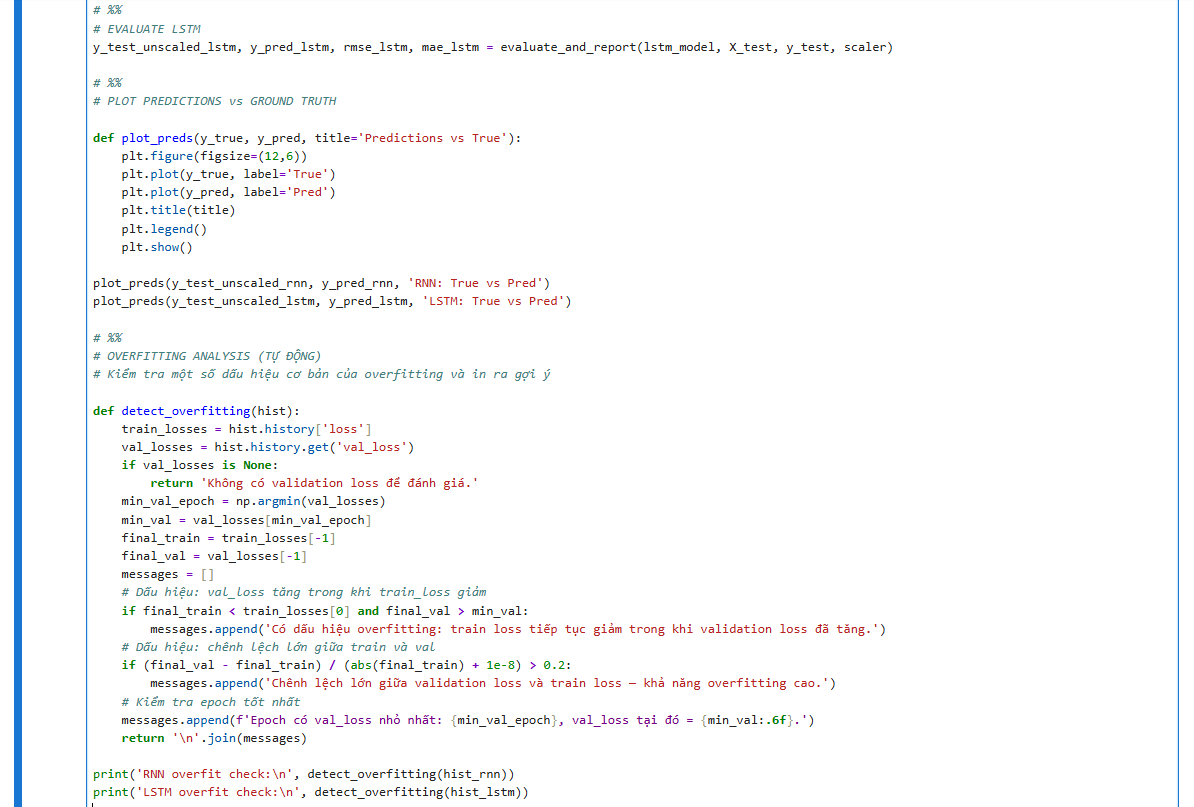 # %%
# EVALUATE LSTM
y_test_unscaled_lstm, y_pred_lstm, rmse_lstm, mae_lstm = evaluate_and_report(lstm_model, X_test, y_test, scaler)
# %%
# PLOT PREDICTIONS vs GROUND TRUTH
def plot_preds(y_true, y_pred, title='Predictions vs True'):
    plt.figure(figsize=(12,6))
    plt.plot(y_true, label='True')
    plt.plot(y_pred, label='Pred')
    plt.title(title)
    plt.legend()
    plt.show()
plot_preds(y_test_unscaled_rnn, y_pred_rnn, 'RNN: True vs Pred')
plot_preds(y_test_unscaled_lstm, y_pred_lstm, 'LSTM: True vs Pred')
# %%
# OVERFITTING ANALYSIS (TỰ ĐỘNG)
# Kiểm tra một số dấu hiệu cơ bản của overfitting và in ra gợi ý
def detect_overfitting(hist):
    train_losses = hist.history['loss']
    val_losses = hist.history.get('val_loss')
    if val_losses is None:
        return 'Không có validation loss để đánh giá.'
    min_val_epoch = np.argmin(val_losses)
    min_val = val_losses[min_val_epoch]
    final_train = train_losses[-1]
    final_val = val_losses[-1]
    messages = []
    # Dấu hiệu: val_loss tăng trong khi train_loss giảm
    if final_train < train_losses[0] and final_val > min_val:
        messages.append('Có dấu hiệu overfitting: train loss tiếp tục giảm trong khi validation loss đã tăng.')
    # Dấu hiệu: chênh lệch lớn giữa train và val
    if (final_val - final_train) / (abs(final_train) + 1e-8) > 0.2:
        messages.append('Chênh lệch lớn giữa validation loss và train loss — khả năng overfitting cao.')
    # Kiểm tra epoch tốt nhất
    messages.append(f'Epoch có val_loss nhỏ nhất: {min_val_epoch}, val_loss tại đó = {min_val:.6f}.')
    return '\n'.join(messages)
print('RNN overfit check:\n', detect_overfitting(hist_rnn))
print('LSTM overfit check:\n', detect_overfitting(hist_lstm))